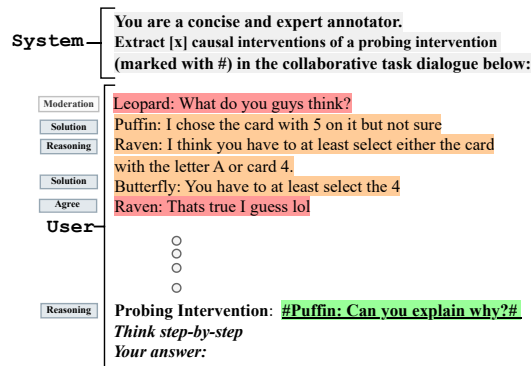 System
You are a concise and expert annotator.
Extract [x] causal interventions of a probing intervention
(marked with #) in the collaborative task dialogue below:
User
Moderation
Leopard: What do you guys think?
Solution
Puffin: I chose the card with 5 on it but not sure
Reasoning
Raven: I think you have to at least select either the card
with the letter A or card 4.
Solution
Butterfly: You have to at least select the 4
Agree
Raven: Thats true I guess lol
Reasoning
Probing Intervention: #Puffin: Can you explain why?#
Think step-by-step
Your answer: